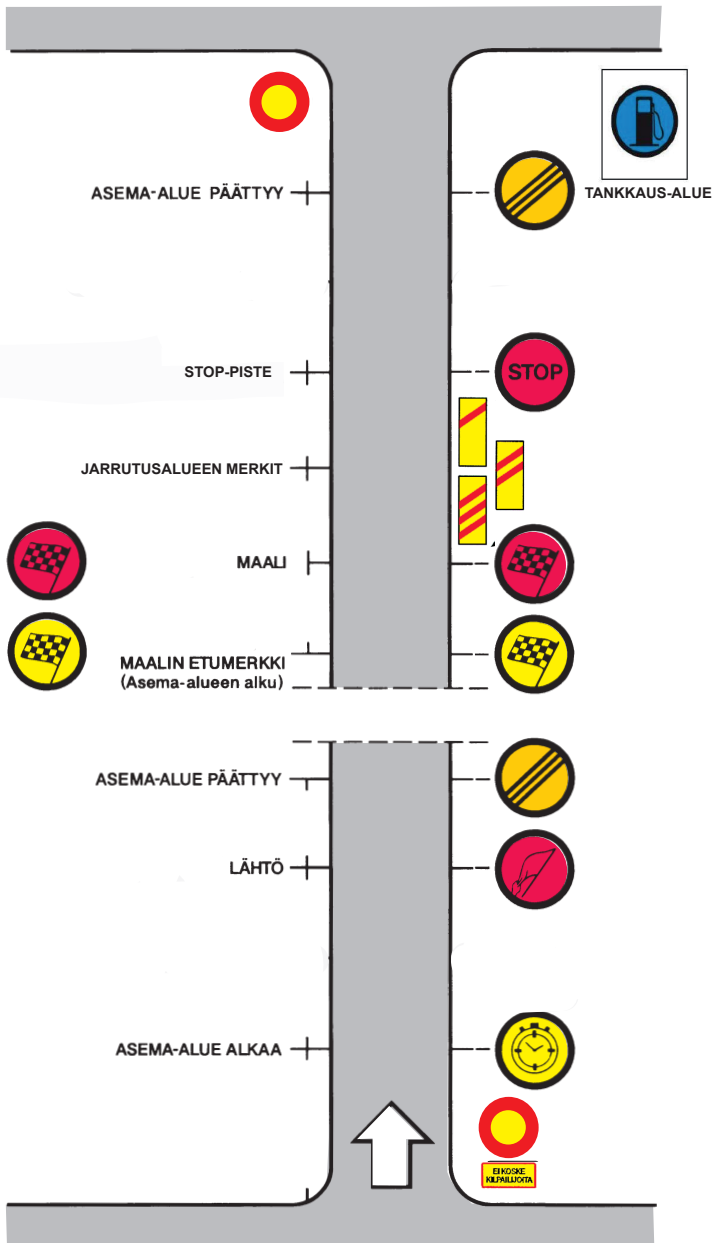 ASEMA-ALUE PÄÄTTYY
TANKKAUS-ALUE
STOP-PISTE
STOP
JARRUTUSALUEEN MERKIT
MAALI
MAALIN ETUMERKKI
(Asema-alueen alku)
ASEMA-ALUE PÄÄTTYY
LÄHTÖ
ASEMA-ALUE ALKAA
EI KOSKE
KILPAILIJOITA